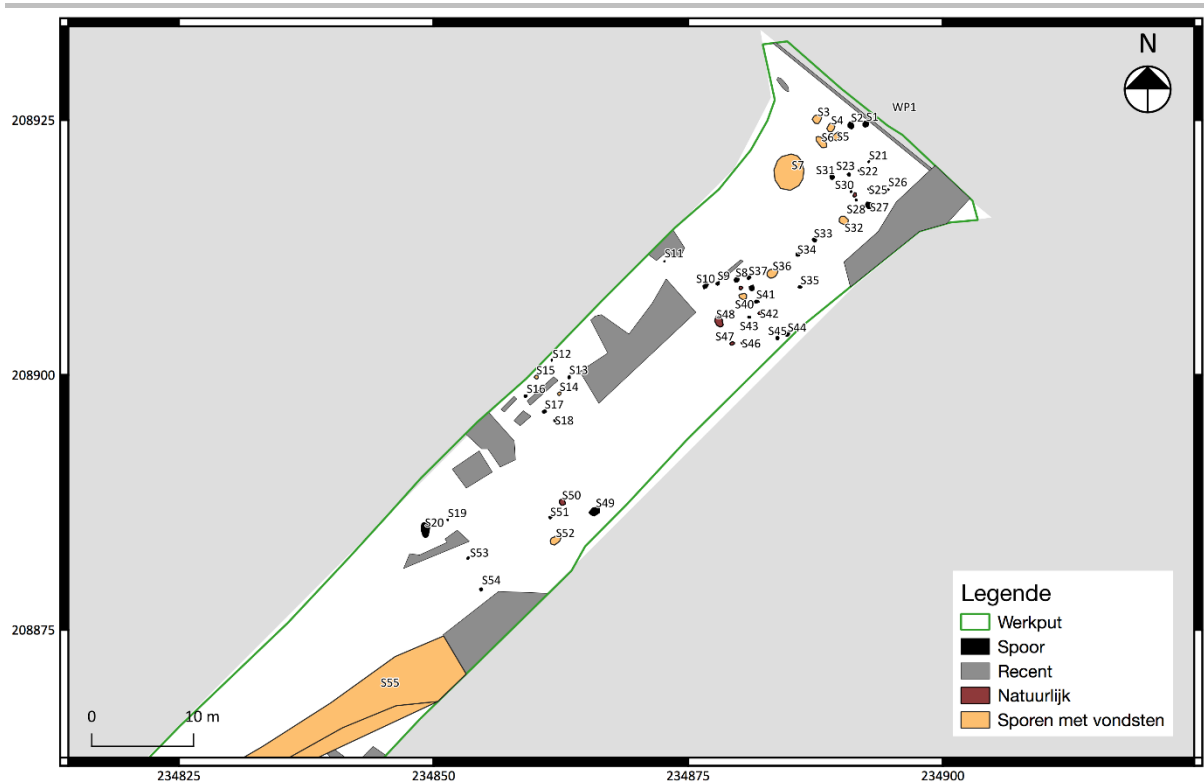 N
WP1
208925
S3
S4
S2
S1
S6
S5
S7
S21
S23
S22
S31
S30
S25
S26
S28
S27
S32
S33
S34
S11
S36
S37
S8
S9
S10
S35
S41
S40
S42
S48
S43
S45
S44
S47
S46
208900
S12
S15
S13
S16
S14
S17
S18
S50
S49
S51
S19
S20
S52
S53
S54
208875
S55
0
10 m
Legende
Werkput
Spoor
Recent
Natuurlijk
Sporen met vondsten
234825
234850
234875
234900